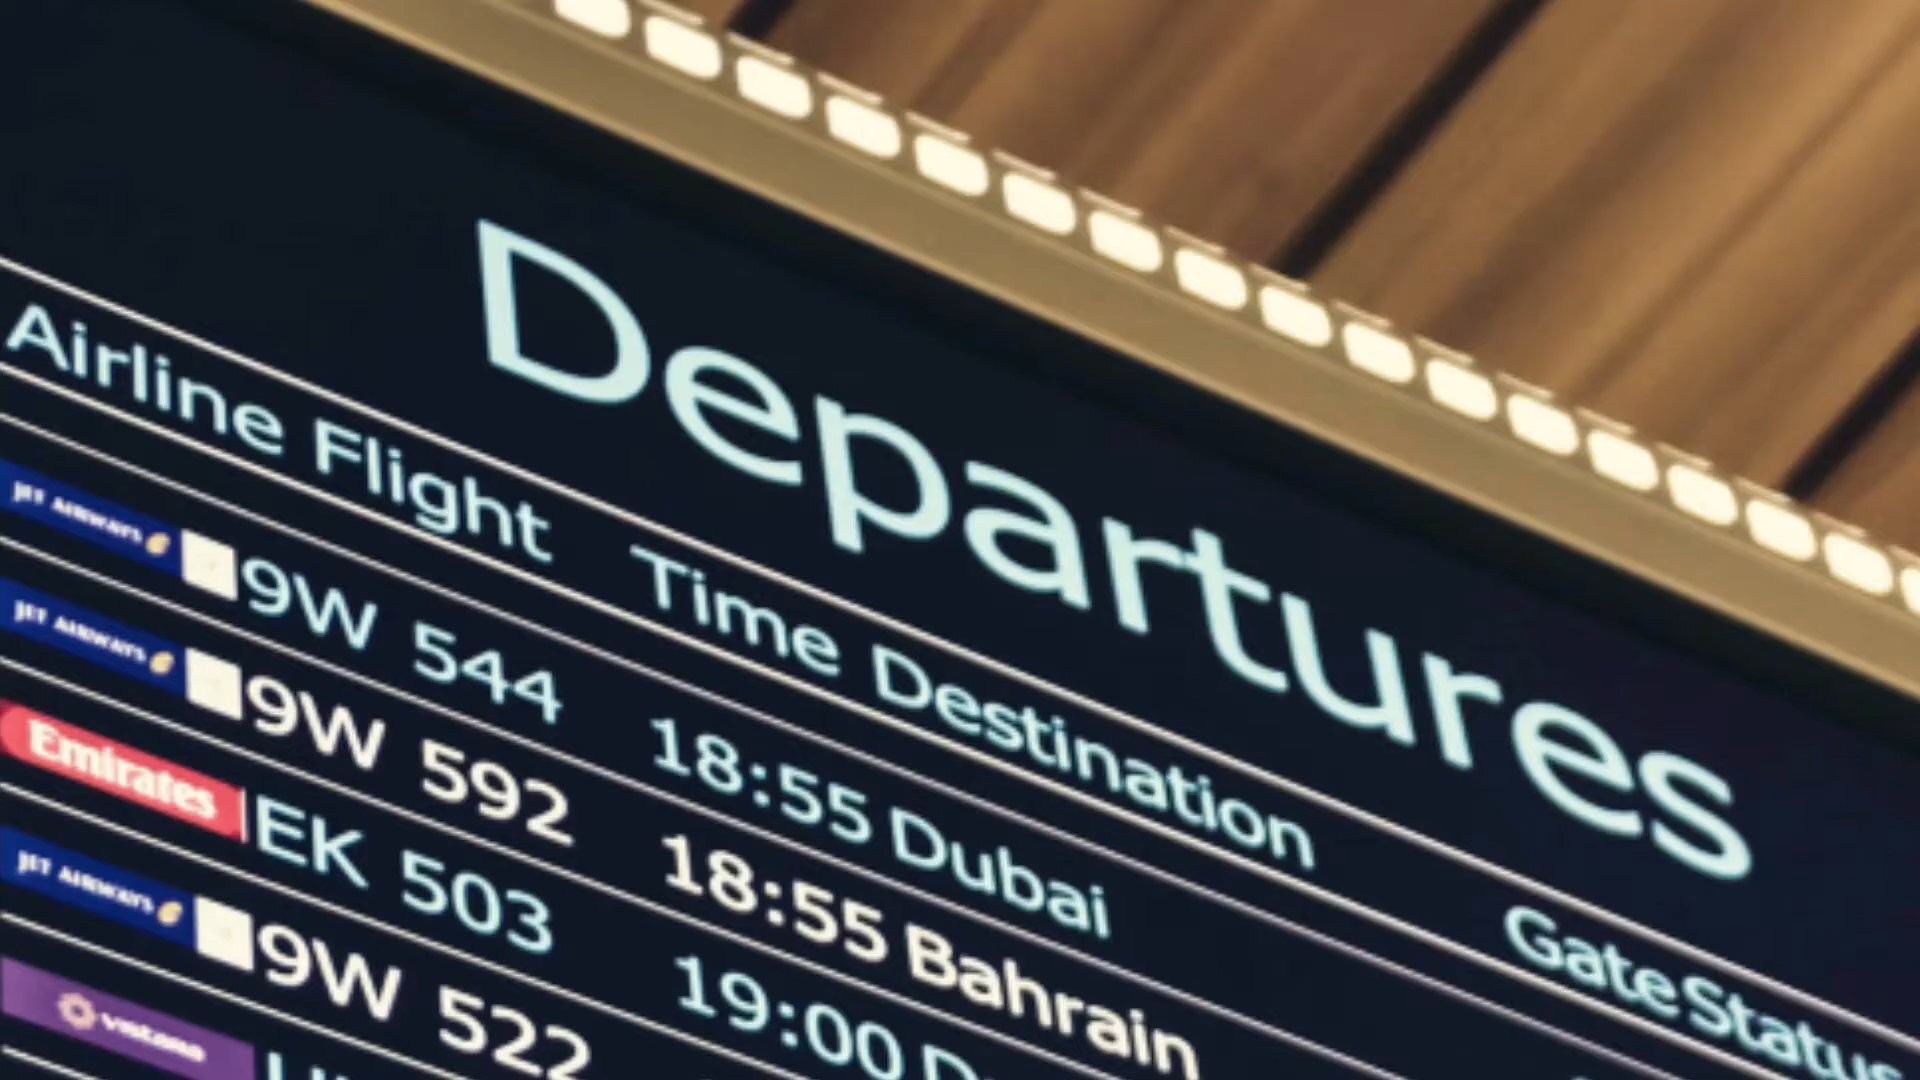 Departures
Airline Flight Time Destination Gate Status
JET AIRWAYS 9W 544 18:55 Dubai
JET AIRWAYS 9W 592 18:55 Bahrain
Emirates EK 503 19:00
JET AIRWAYS 9W 522
vistara